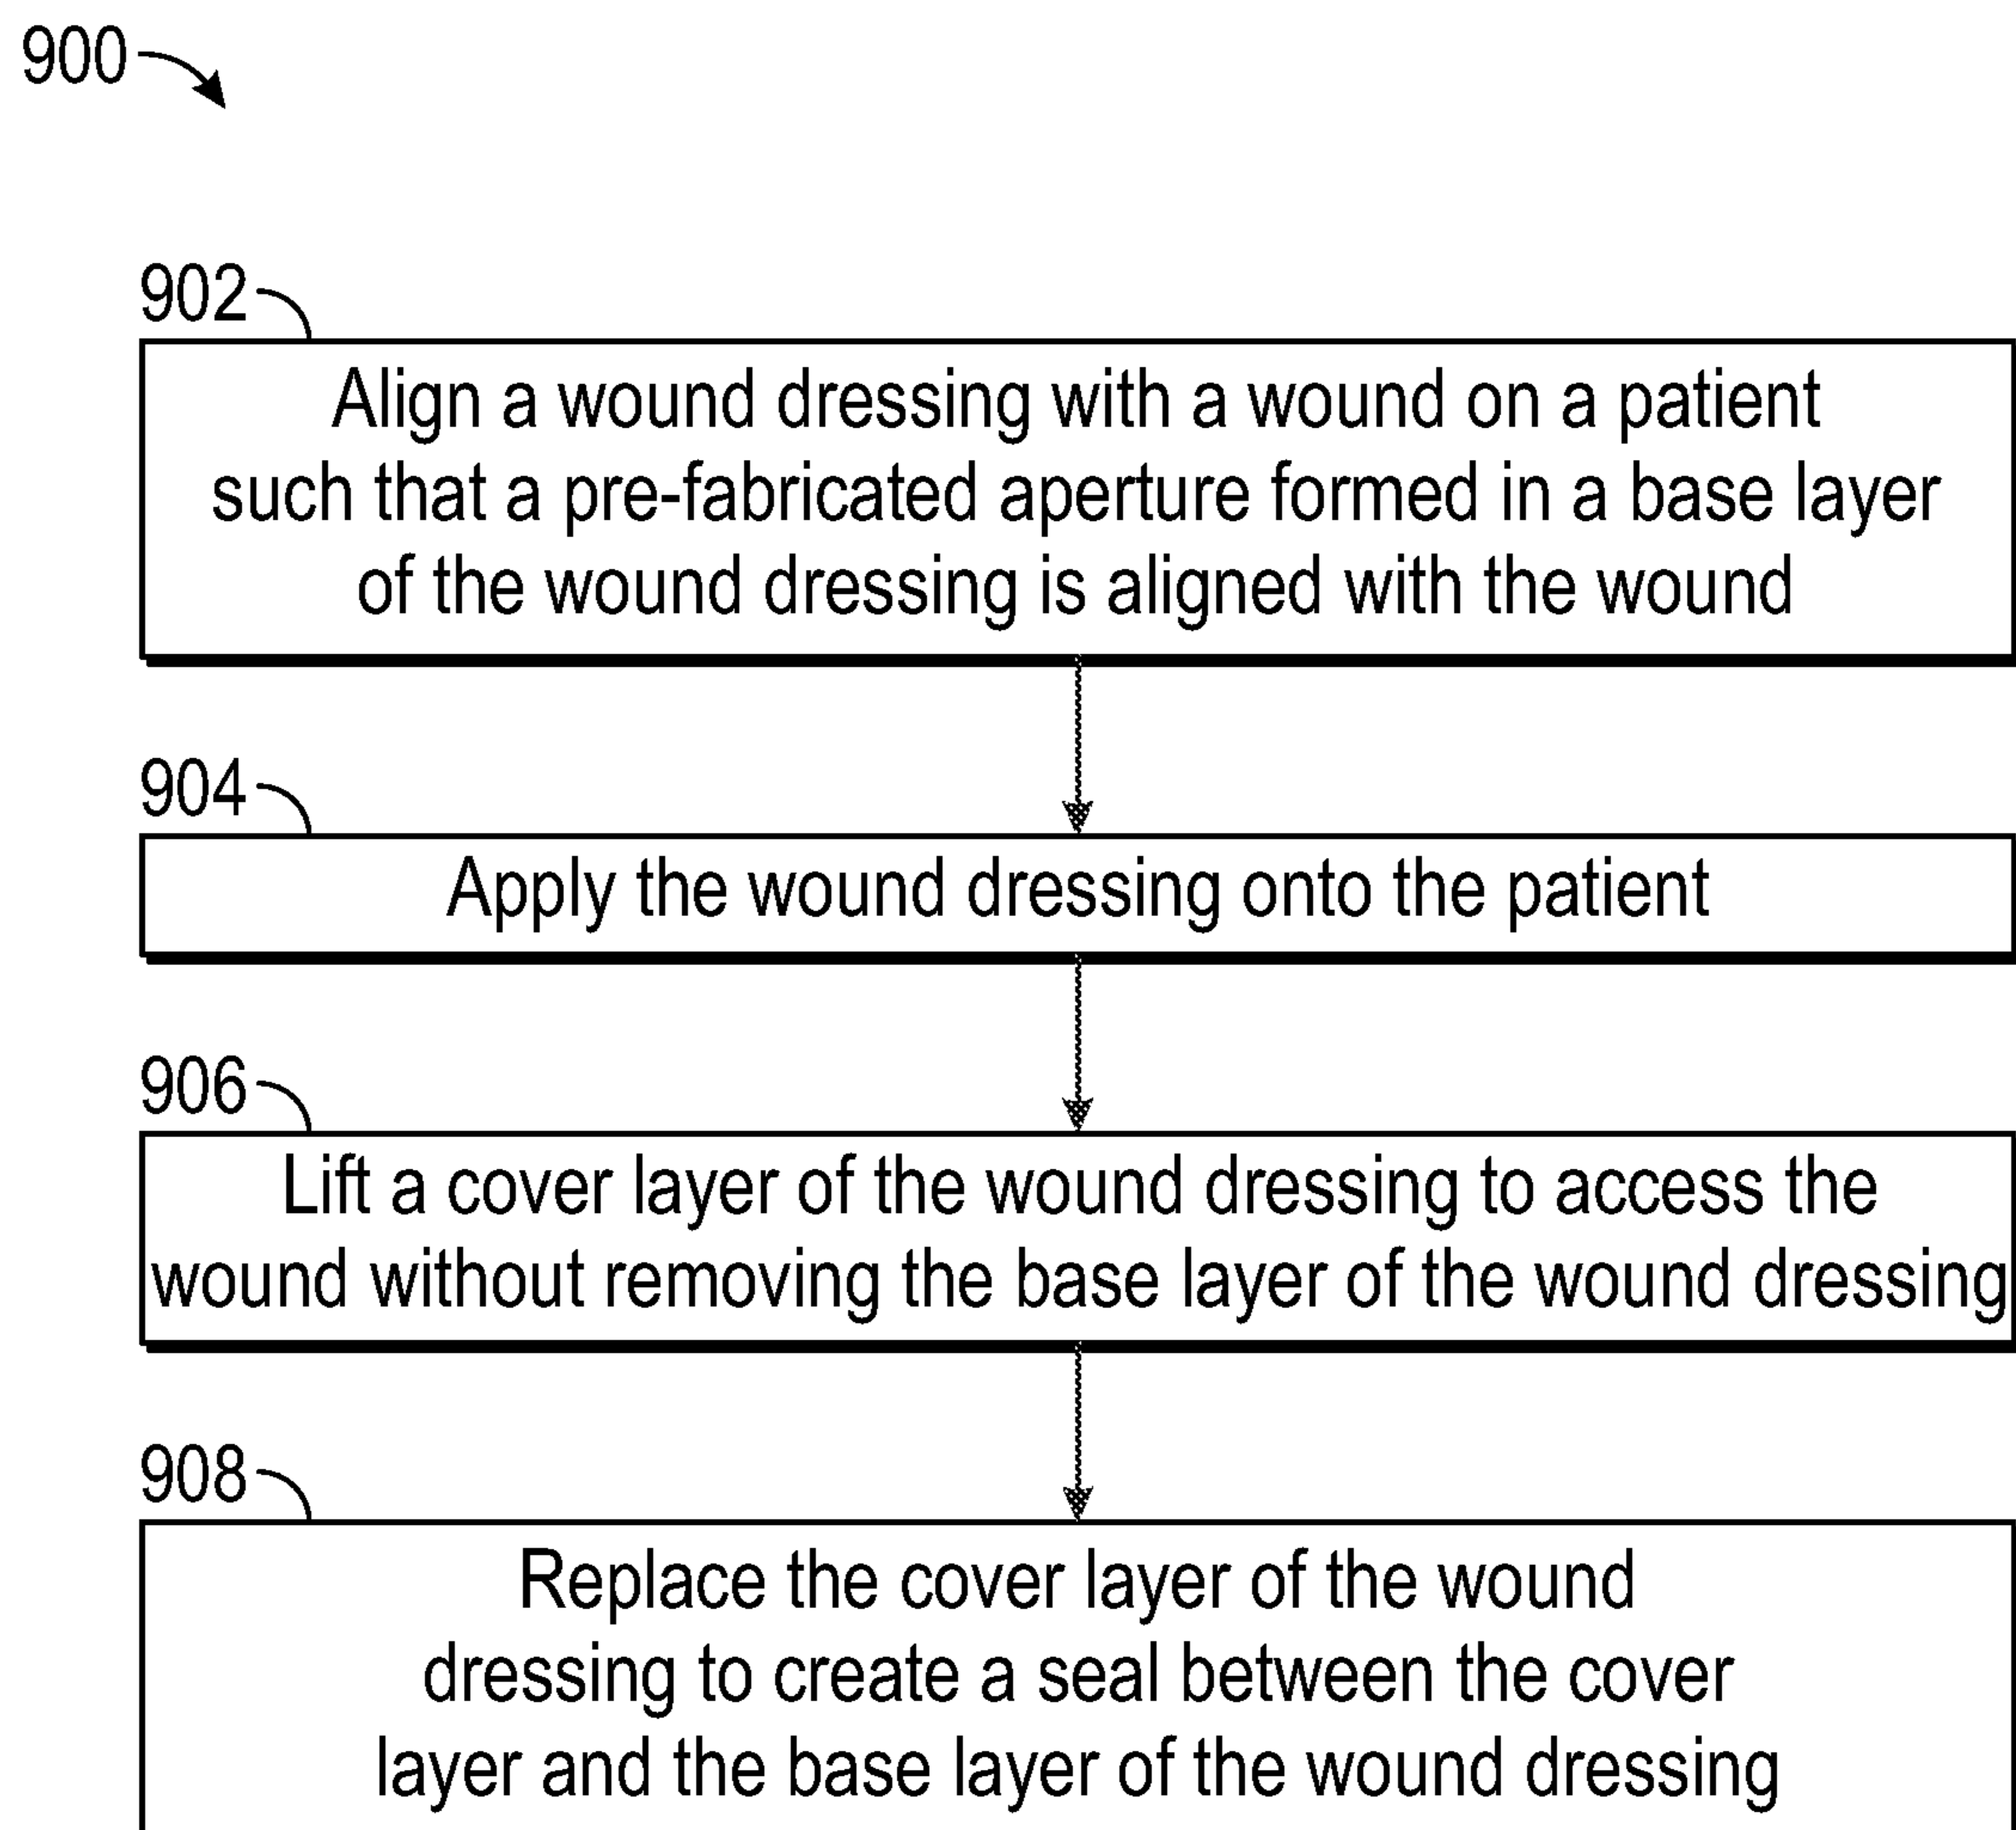 900
902
Align a wound dressing with a wound on a patient
such that a pre-fabricated aperture formed in a base layer
of the wound dressing is aligned with the wound
904
Apply the wound dressing onto the patient
906
Lift a cover layer of the wound dressing to access the
wound without removing the base layer of the wound dressing
908
Replace the cover layer of the wound
dressing to create a seal between the cover
layer and the base layer of the wound dressing